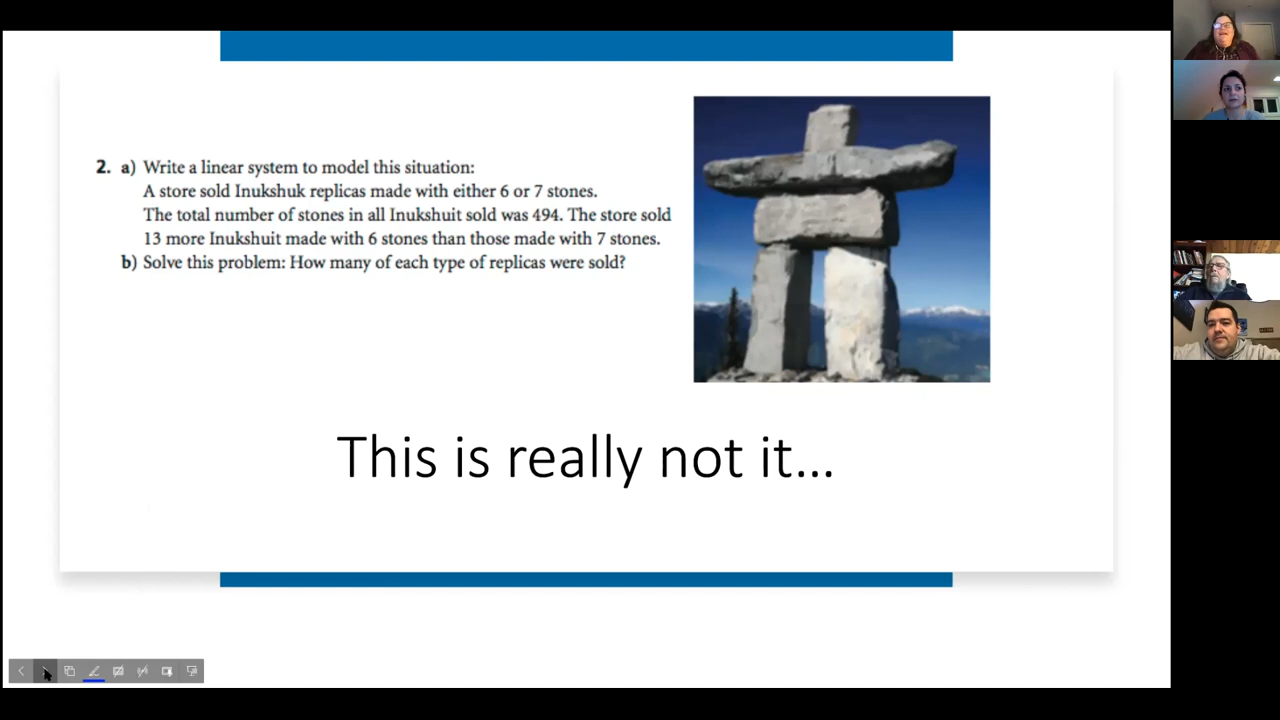 2. a) Write a linear system to model this situation:
A store sold Inukshuk replicas made with either 6 or 7 stones.
The total number of stones in all Inukshuit sold was 494. The store sold
13 more Inukshuit made with 6 stones than those made with 7 stones.
b) Solve this problem: How many of each type of replicas were sold?
This is really not it...